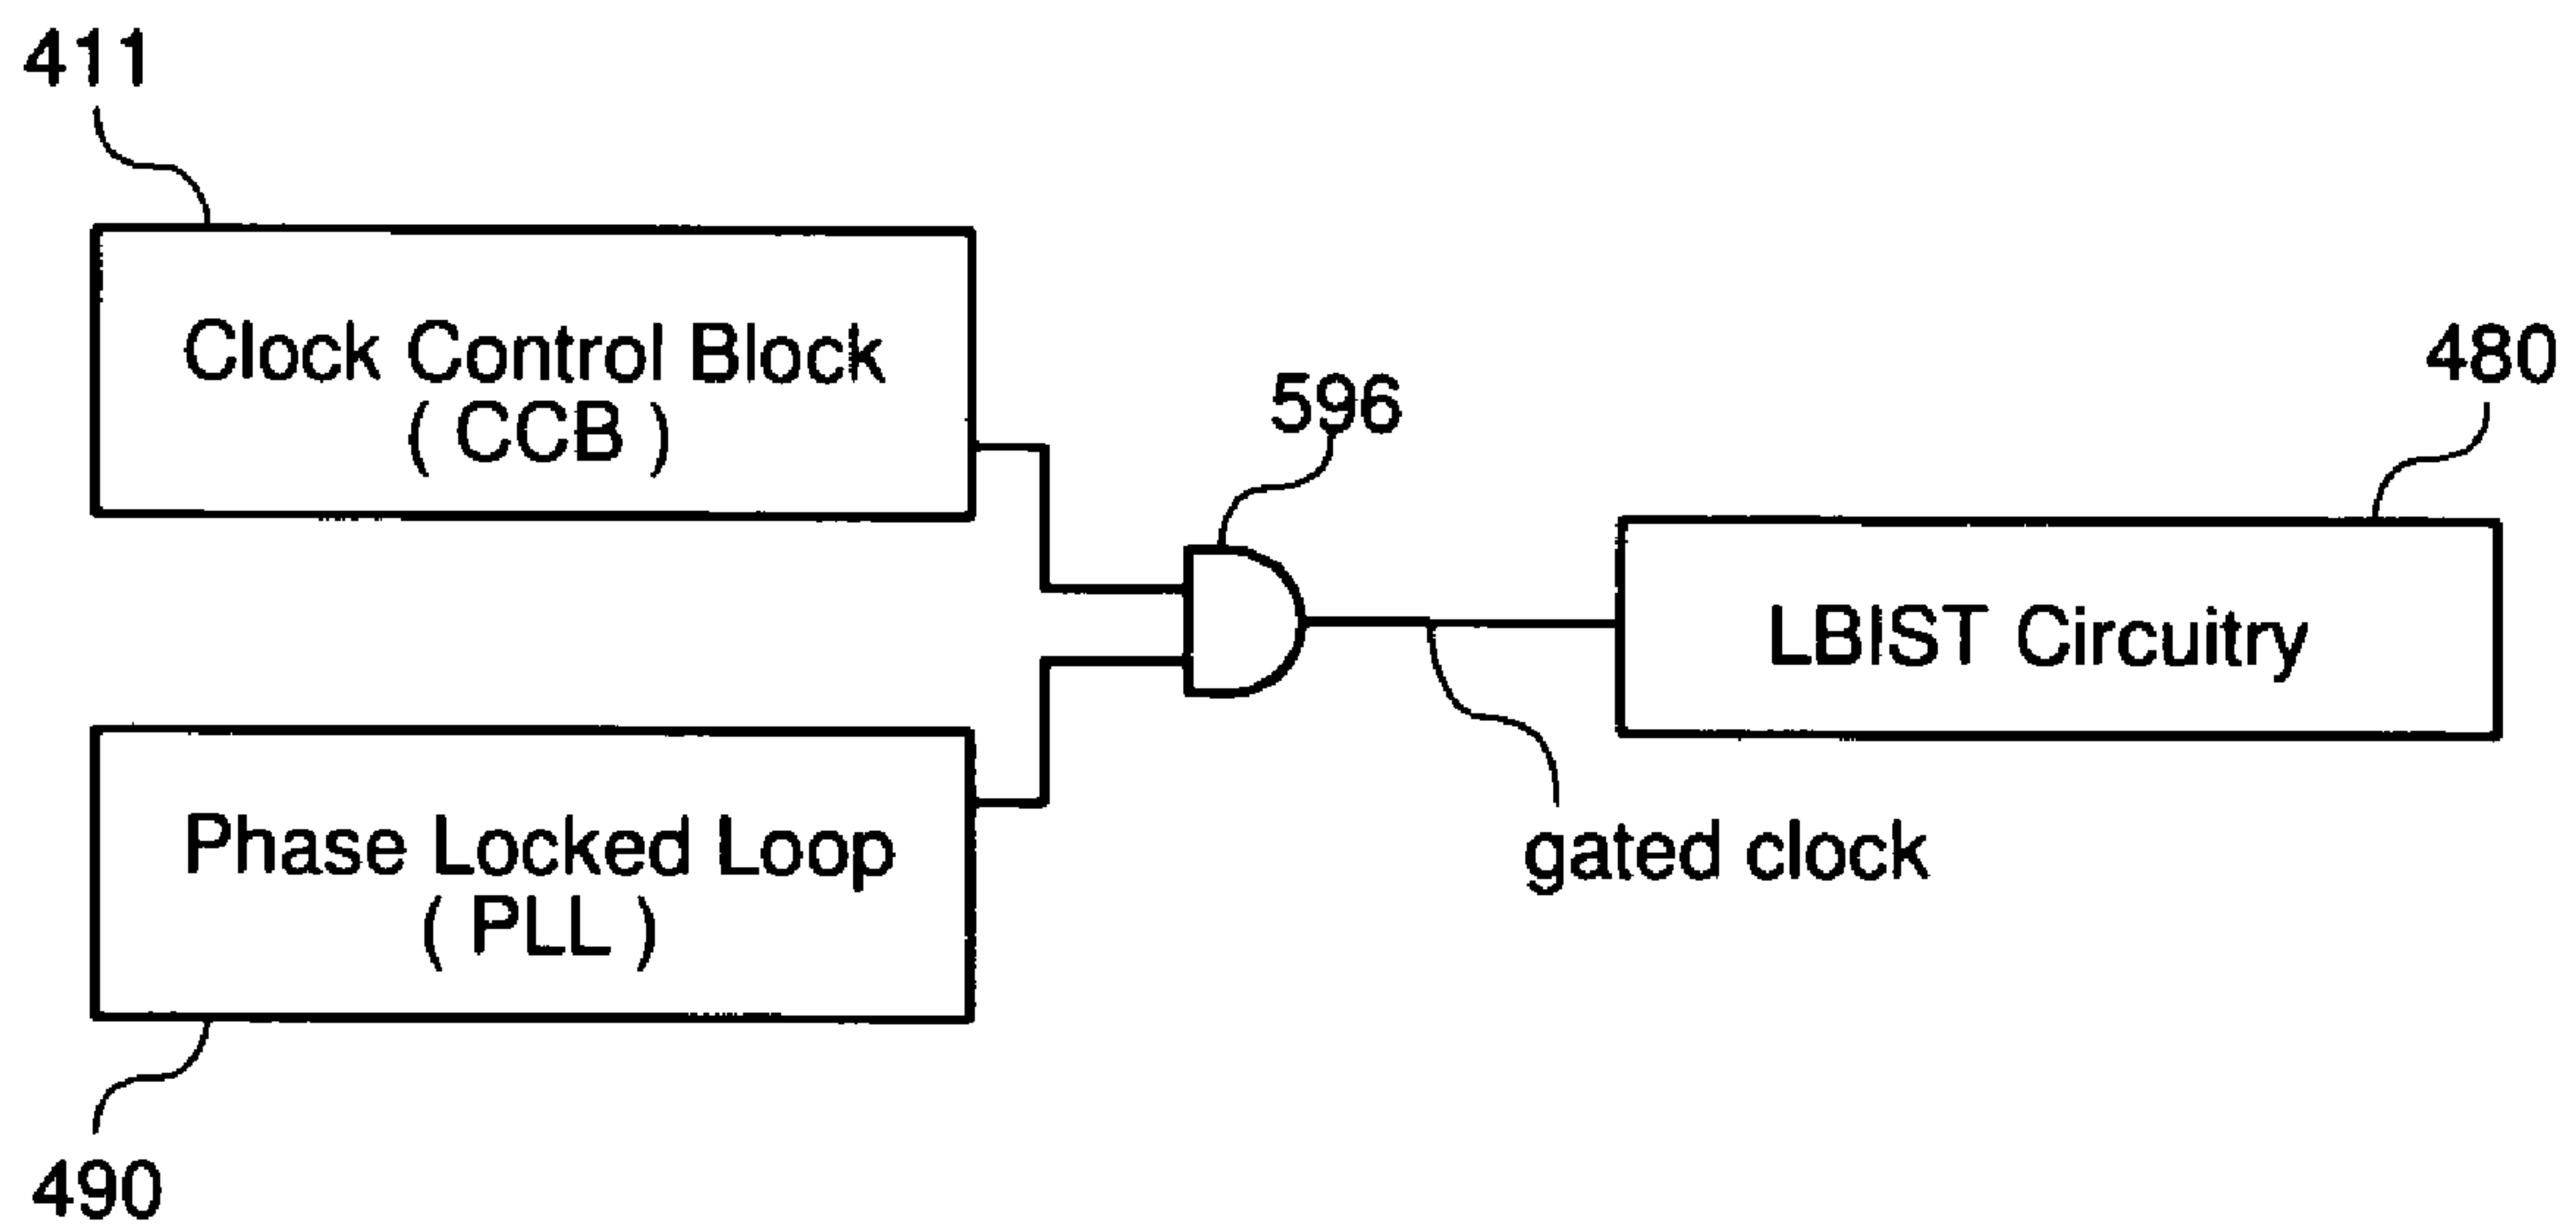 411
Clock Control Block
( CCB )
596
480
LBIST Circuitry
Phase Locked Loop
( PLL )
gated clock
490